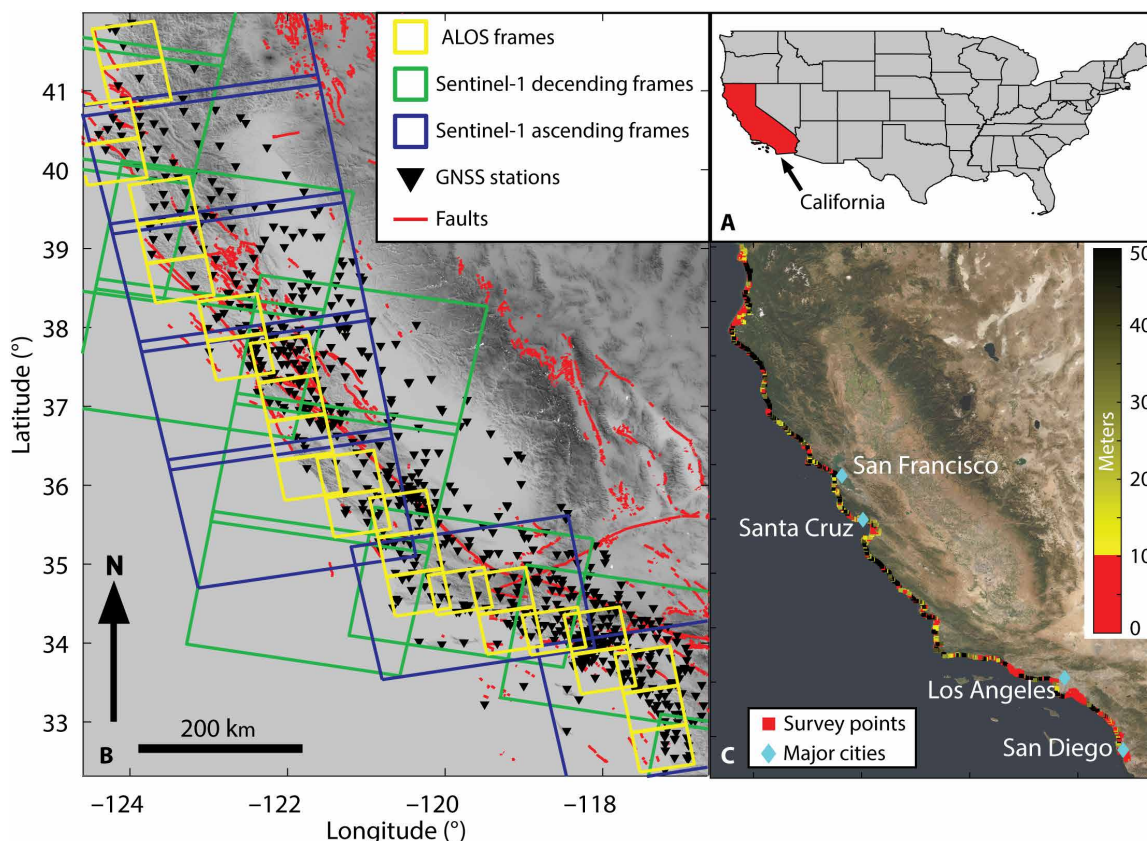 ALOS frames
Sentinel-1 decending frames
Sentinel-1 ascending frames
GNSS stations
Faults
41
40
39
38
37
36
35
34
33
Latitude (°)
N
200 km
B
−124
−122
−120
−118
Longitude (°)
California
A
50
40
30
20
10
0
Meters
San Francisco
Santa Cruz
Los Angeles
San Diego
Survey points
Major cities
C